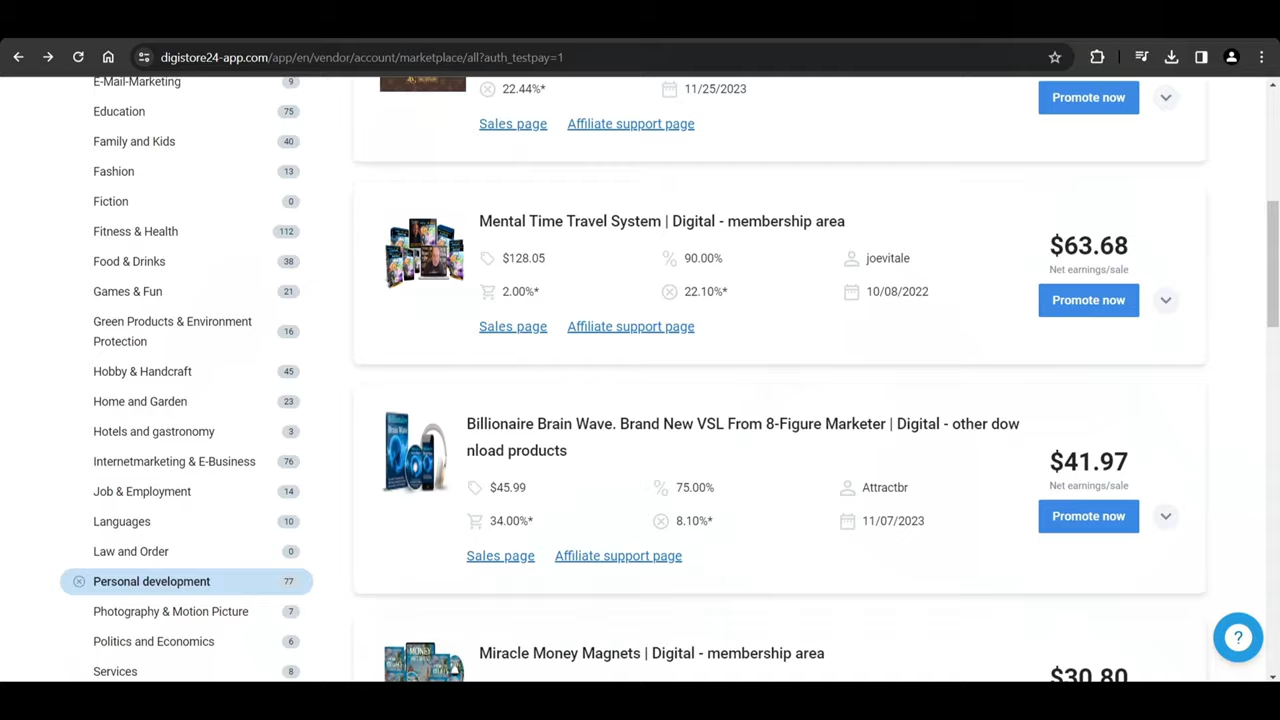 digistore24-app.com/app/en/vendor/account/marketplace/all?auth_testpay=1
E-Mail-Marketing 9
Education 75
Family and Kids 40
Fashion 13
Fiction 0
Fitness & Health 112
Food & Drinks 38
Games & Fun 21
Green Products & Environment
Protection 16
Hobby & Handcraft 45
Home and Garden 23
Hotels and gastronomy 3
Internetmarketing & E-Business 76
Job & Employment 14
Languages 10
Law and Order 0
Personal development 77
Photography & Motion Picture 7
Politics and Economics 6
Services 8
22.44%* 11/25/2023
Promote now
Sales page Affiliate support page
Mental Time Travel System | Digital - membership area
$128.05 90.00% joevitale
2.00%* 22.10%* 10/08/2022
Sales page Affiliate support page
$63.68
Net earnings/sale
Promote now
Billionaire Brain Wave. Brand New VSL From 8-Figure Marketer | Digital - other dow
nload products
$45.99 75.00% Attractbr
34.00%* 8.10%* 11/07/2023
Sales page Affiliate support page
$41.97
Net earnings/sale
Promote now
Miracle Money Magnets | Digital - membership area
$30.80
?